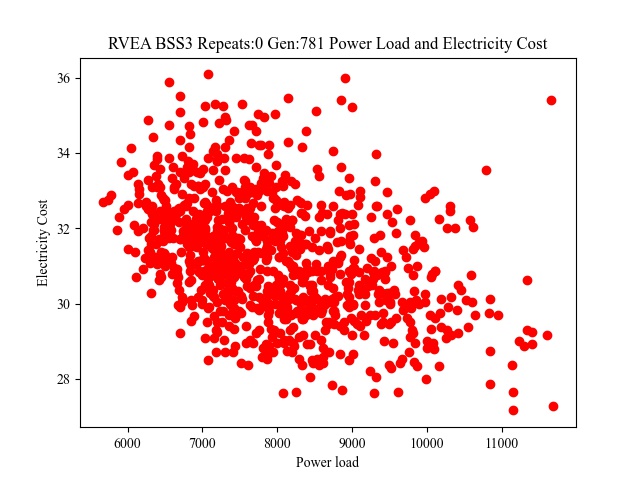 RVEA BSS3 Repeats:0 Gen:781 Power Load and Electricity Cost
36
34
32
30
28
Electricity Cost
6000 7000 8000 9000 10000 11000
Power load